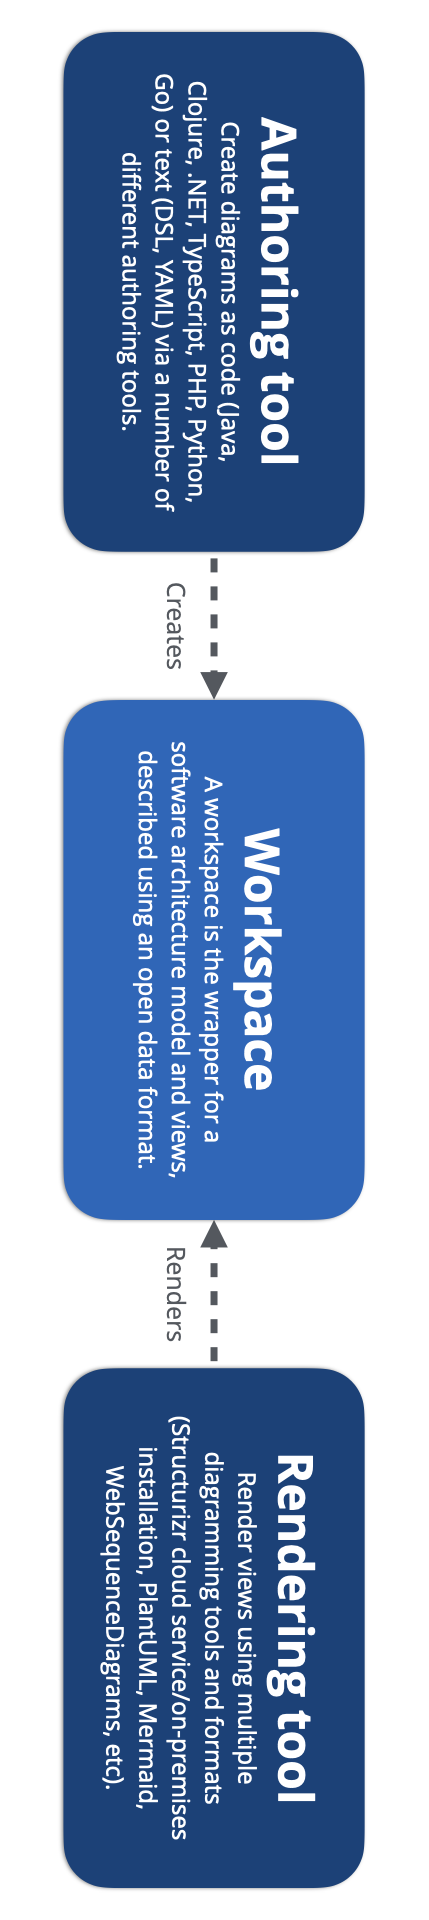 Authoring tool
Create diagrams as code (Java,
Clojure, .NET, TypeScript, PHP, Python,
Go) or text (DSL, YAML) via a number of
different authoring tools.
Creates
Workspace
A workspace is the wrapper for a
software architecture model and views,
described using an open data format.
Renders
Rendering tool
Render views using multiple
diagramming tools and formats
(Structurizr cloud service/on-premises
installation, PlantUML, Mermaid,
WebSequenceDiagrams, etc).